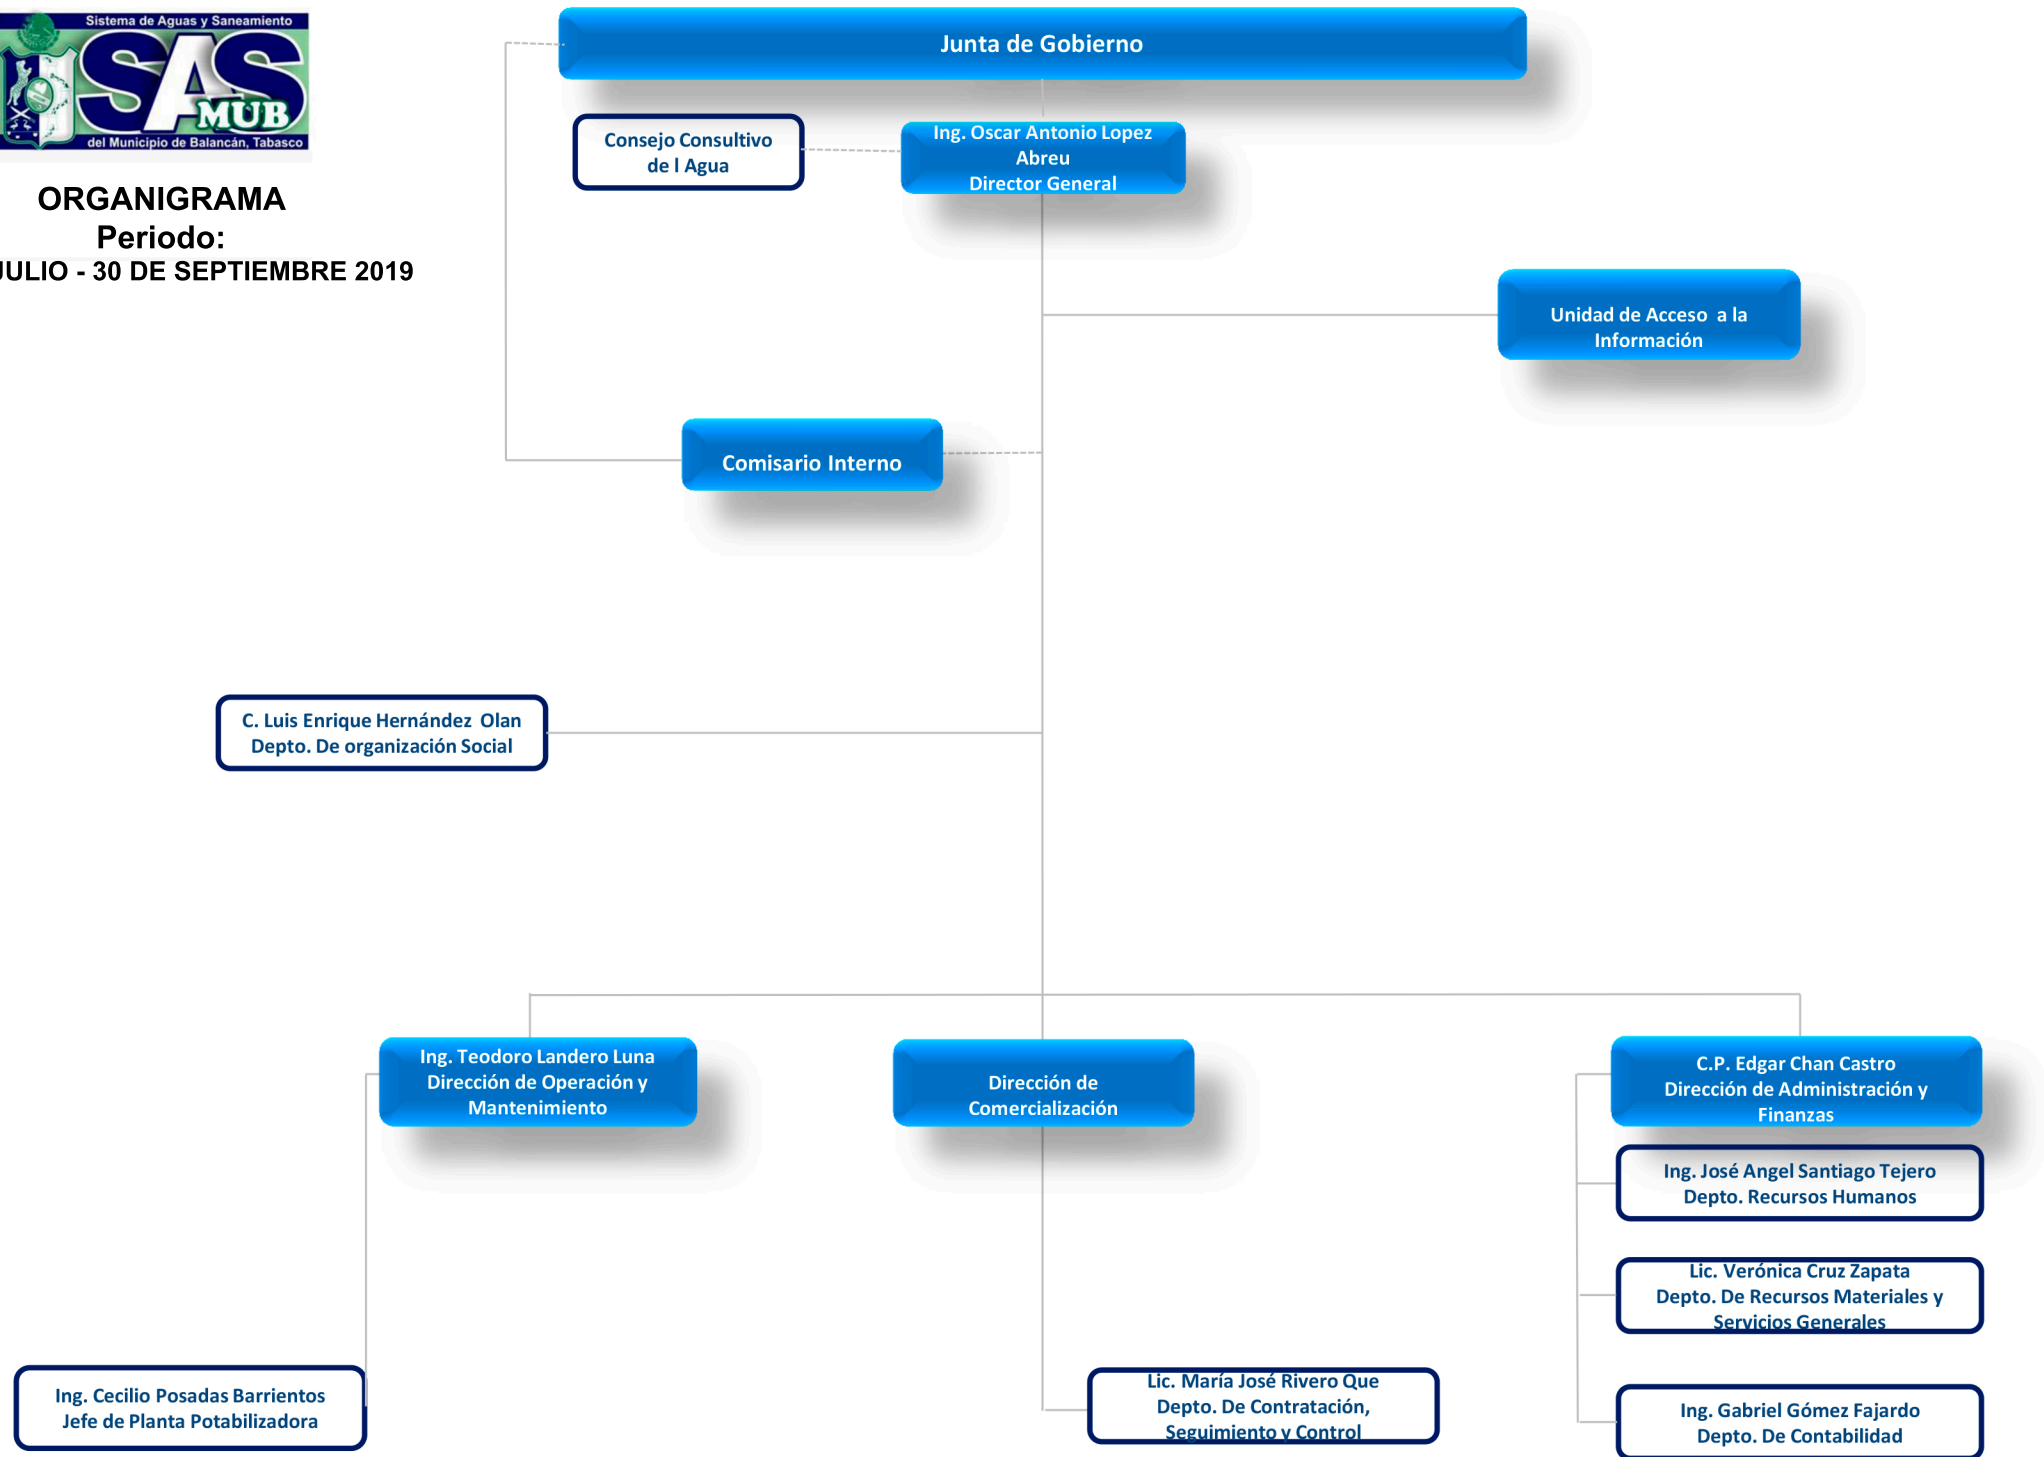 Sistema de Aguas y Saneamiento
SAS
MUB
del Municipio de Balancán, Tabasco
ORGANIGRAMA
Periodo:
JULIO - 30 DE SEPTIEMBRE 2019
Junta de Gobierno
Consejo Consultivo
de l Agua
Ing. Oscar Antonio Lopez
Abreu
Director General
Unidad de Acceso a la
Información
Comisario Interno
C. Luis Enrique Hernández Olan
Depto. De organización Social
Ing. Teodoro Landero Luna
Dirección de Operación y
Mantenimiento
Dirección de
Comercialización
C.P. Edgar Chan Castro
Dirección de Administración y
Finanzas
Ing. José Angel Santiago Tejero
Depto. Recursos Humanos
Lic. Verónica Cruz Zapata
Depto. De Recursos Materiales y
Servicios Generales
Ing. Cecilio Posadas Barrientos
Jefe de Planta Potabilizadora
Lic. María José Rivero Que
Depto. De Contratación,
Seguimiento y Control
Ing. Gabriel Gómez Fajardo
Depto. De Contabilidad